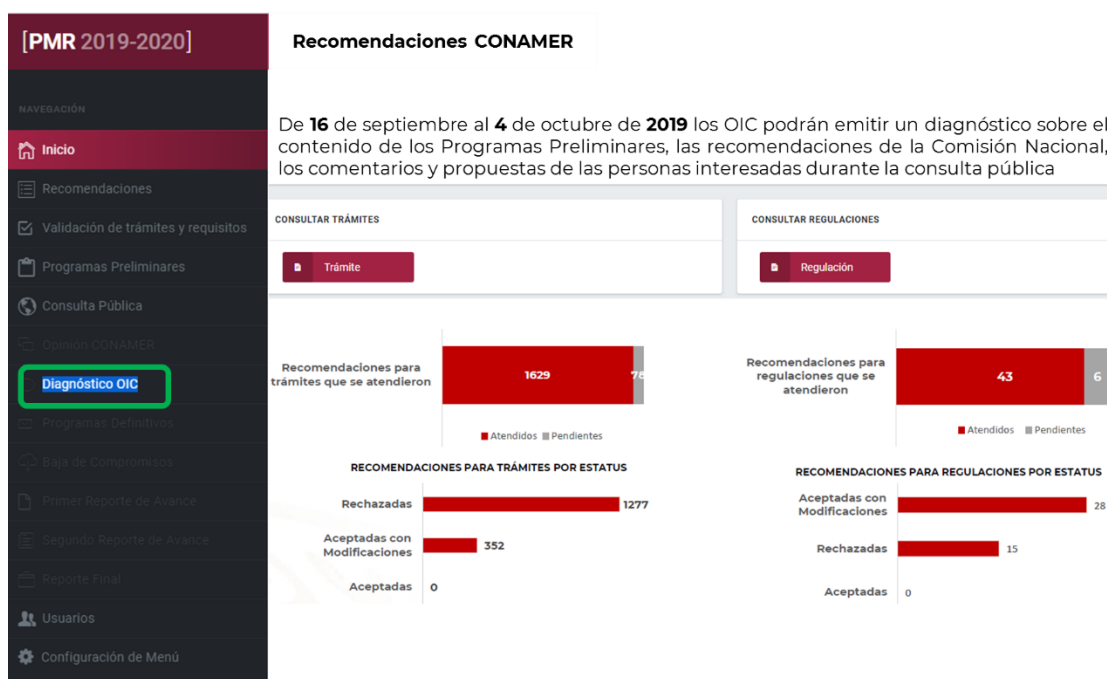 [PMR 2019-2020]
Recomendaciones CONAMER
NAVEGACIÓN
Inicio
Recomendaciones
Validación de trámites y requisitos
Programas Preliminares
Consulta Pública
Opinión CONAMER
Diagnóstico OIC
Programas Definitivos
Baja de Compromisos
Primer Reporte de Avance
Segundo Reporte de Avance
Reporte Final
Usuarios
Configuración de Menú
De 16 de septiembre al 4 de octubre de 2019 los OIC podrán emitir un diagnóstico sobre el
contenido de los Programas Preliminares, las recomendaciones de la Comisión Nacional,
los comentarios y propuestas de las personas interesadas durante la consulta pública
CONSULTAR TRÁMITES
Trámite
CONSULTAR REGULACIONES
Regulación
Recomendaciones para
trámites que se atendieron
1629
78
Atendidos
Pendientes
Recomendaciones para
regulaciones que se
atendieron
43
6
Atendidos
Pendientes
RECOMENDACIONES PARA TRÁMITES POR ESTATUS
Rechazadas
1277
Aceptadas con
Modificaciones
352
Aceptadas
0
RECOMENDACIONES PARA REGULACIONES POR ESTATUS
Aceptadas con
Modificaciones
28
Rechazadas
15
Aceptadas
0